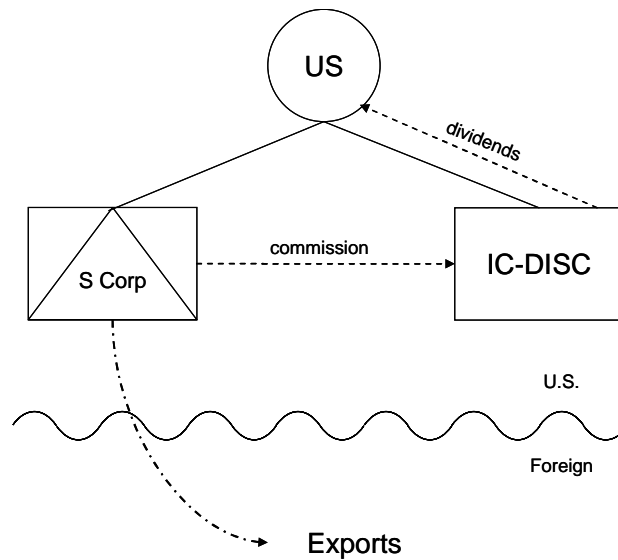 US
dividends
commission
S Corp
IC-DISC
U.S.
Foreign
Exports